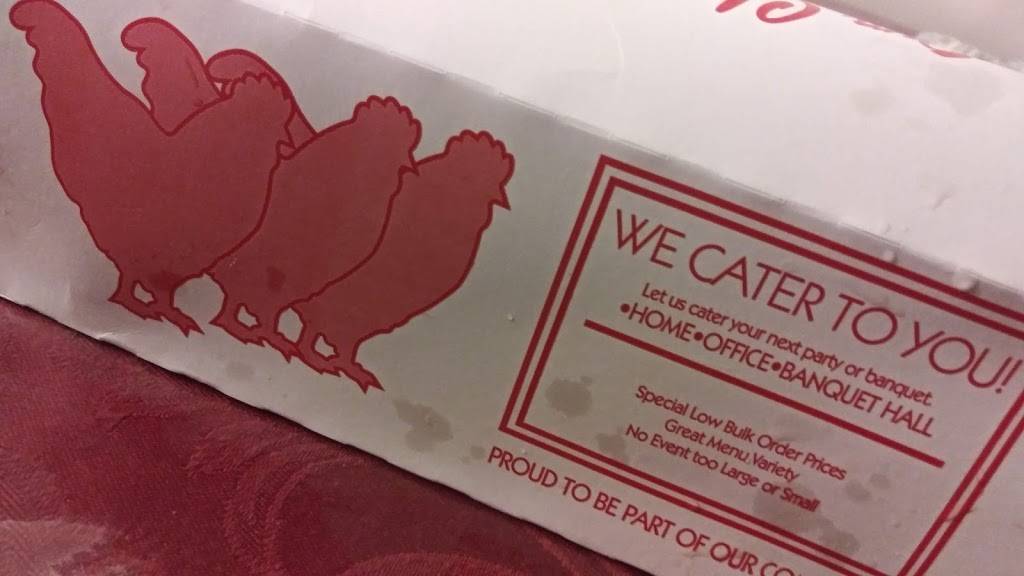 WE CATER TO YOU!
Let us cater your next party or banquet.
•HOME•OFFICE•BANQUET HALL
Special Low Bulk Order Prices
Great Menu Variety
No Event too Large or Small
PROUD TO BE PART OF OUR